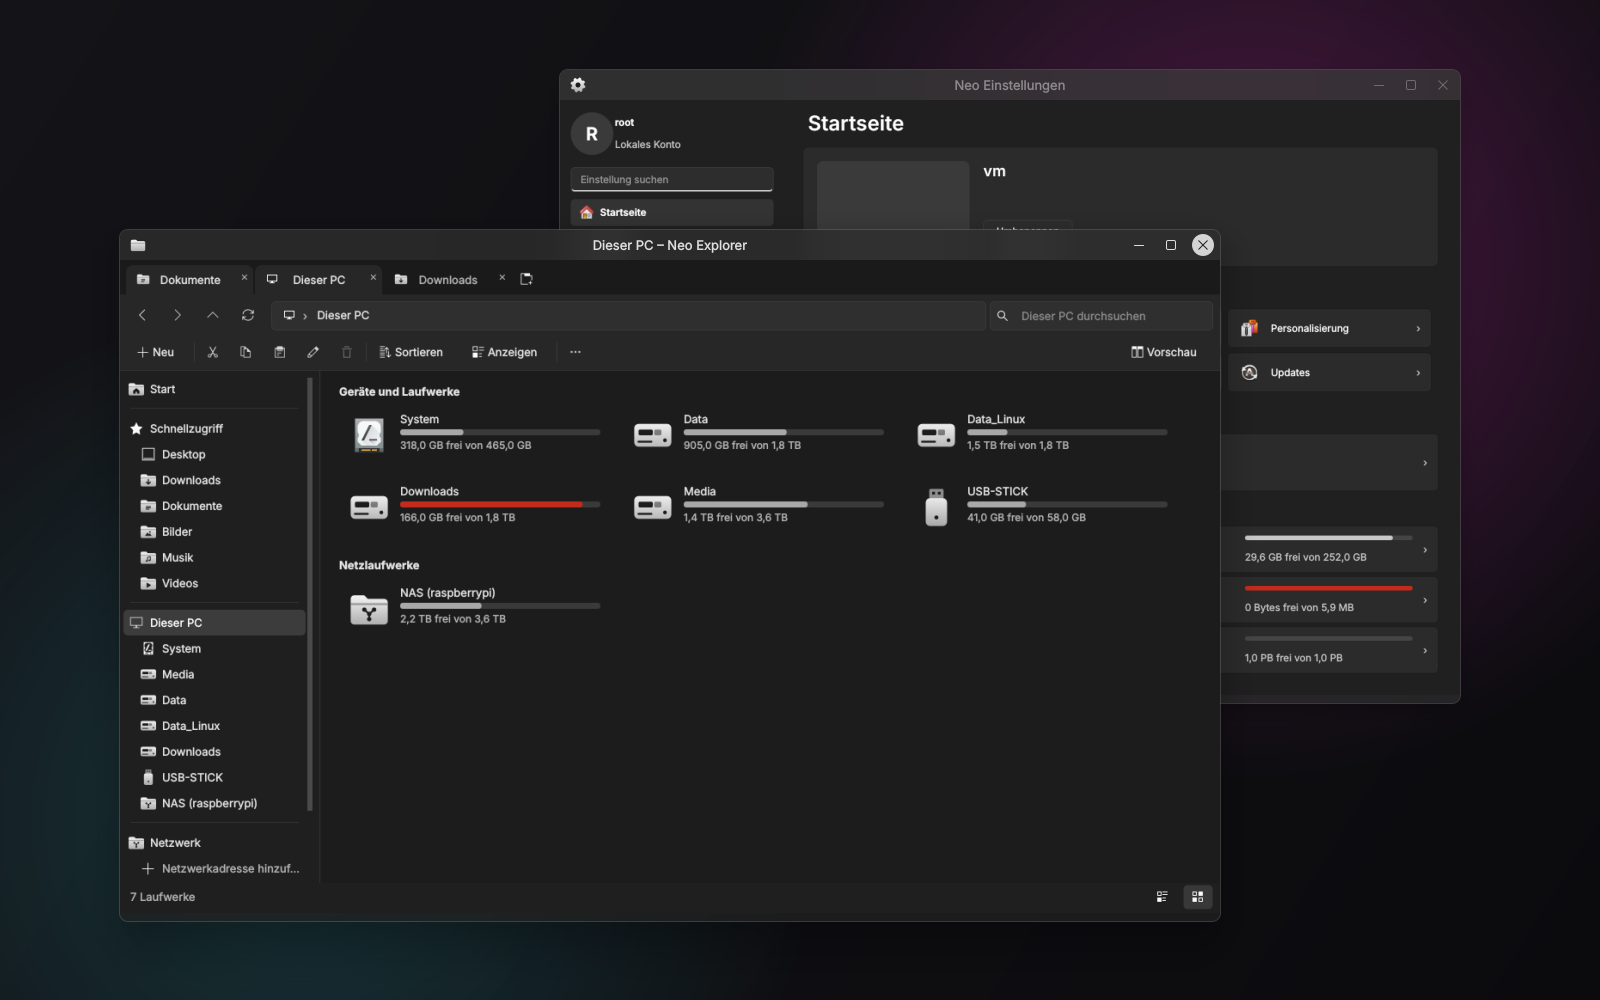 Neo Einstellungen
R
root
Lokales Konto
Einstellung suchen
Startseite
Startseite
vm
Personalisierung
Updates
29,6 GB frei von 252,0 GB
0 Bytes frei von 5,9 MB
1,0 PB frei von 1,0 PB
Dieser PC – Neo Explorer
Dokumente
Dieser PC
Downloads
Dieser PC
Dieser PC durchsuchen
Neu
Sortieren
Anzeigen
Vorschau
Start
Schnellzugriff
Desktop
Downloads
Dokumente
Bilder
Musik
Videos
Dieser PC
System
Media
Data
Data_Linux
Downloads
USB-STICK
NAS (raspberrypi)
Netzwerk
Netzwerkadresse hinzuf...
Geräte und Laufwerke
System
318,0 GB frei von 465,0 GB
Data
905,0 GB frei von 1,8 TB
Data_Linux
1,5 TB frei von 1,8 TB
Downloads
166,0 GB frei von 1,8 TB
Media
1,4 TB frei von 3,6 TB
USB-STICK
41,0 GB frei von 58,0 GB
Netzlaufwerke
NAS (raspberrypi)
2,2 TB frei von 3,6 TB
7 Laufwerke